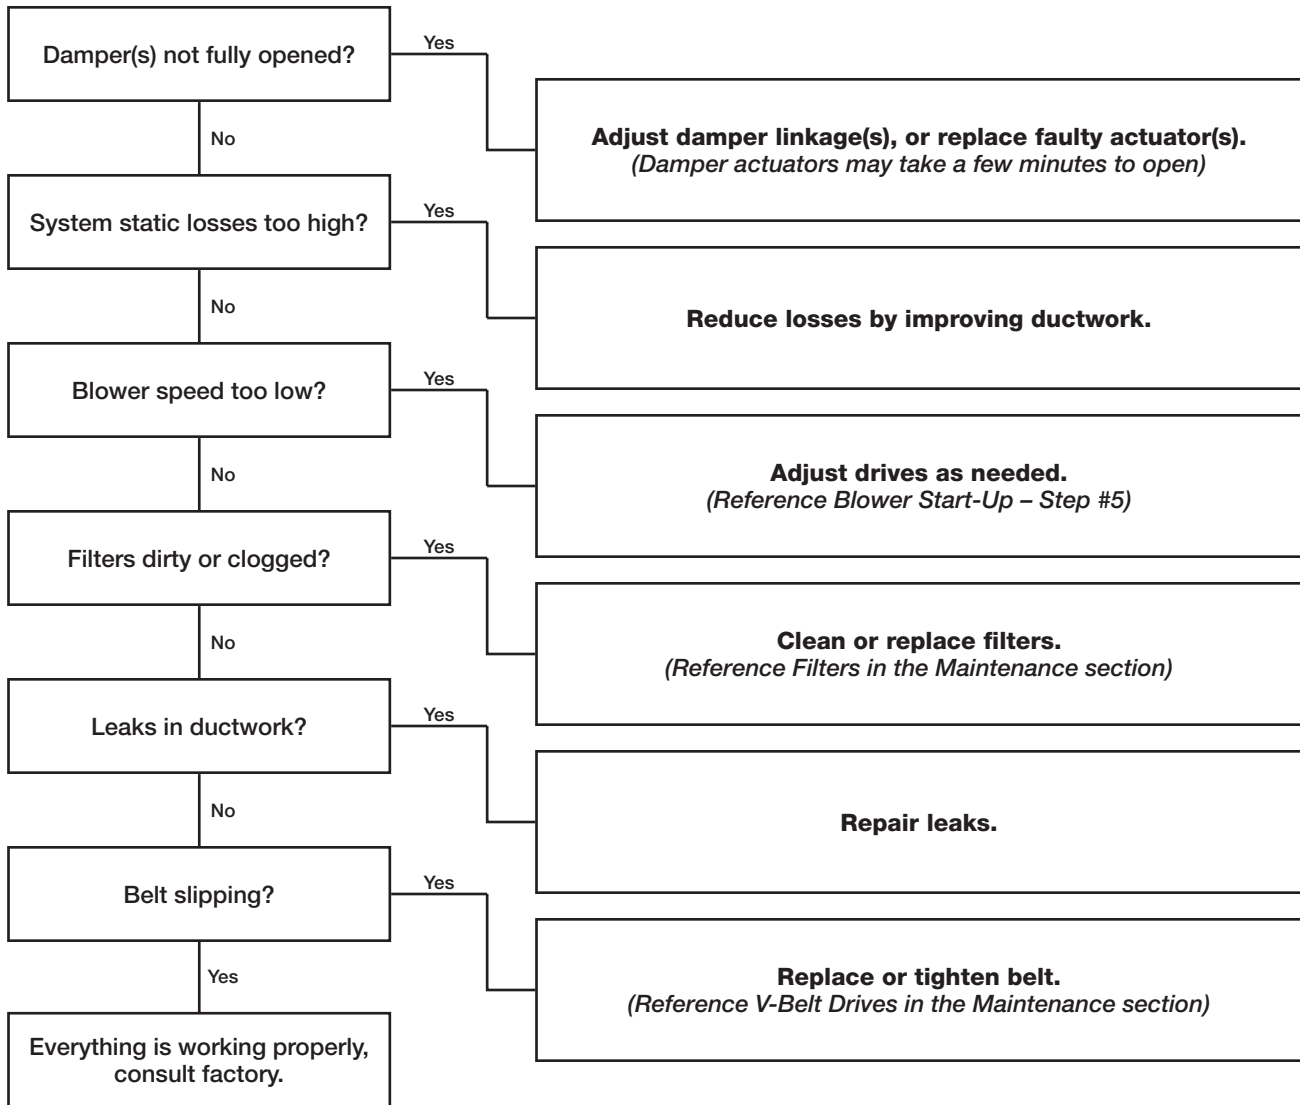 Damper(s) not fully opened?
Yes
Adjust damper linkage(s), or replace faulty actuator(s).
(Damper actuators may take a few minutes to open)
No
System static losses too high?
Yes
Reduce losses by improving ductwork.
No
Blower speed too low?
Yes
Adjust drives as needed.
(Reference Blower Start-Up – Step #5)
No
Filters dirty or clogged?
Yes
Clean or replace filters.
(Reference Filters in the Maintenance section)
No
Leaks in ductwork?
Yes
Repair leaks.
No
Belt slipping?
Yes
Replace or tighten belt.
(Reference V-Belt Drives in the Maintenance section)
Yes
Everything is working properly,
consult factory.